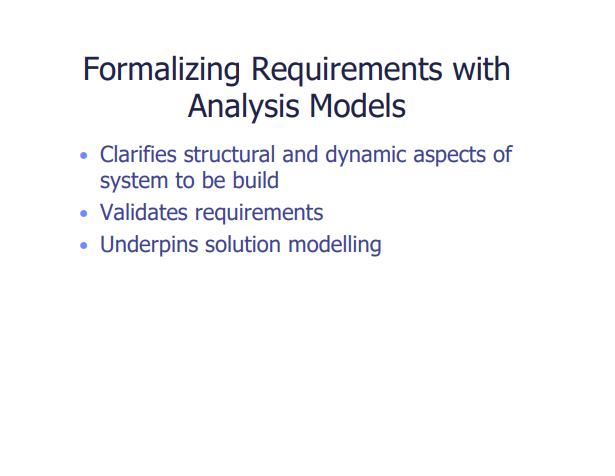 Formalizing Requirements with
Analysis Models
• Clarifies structural and dynamic aspects of
system to be build
• Validates requirements
• Underpins solution modelling